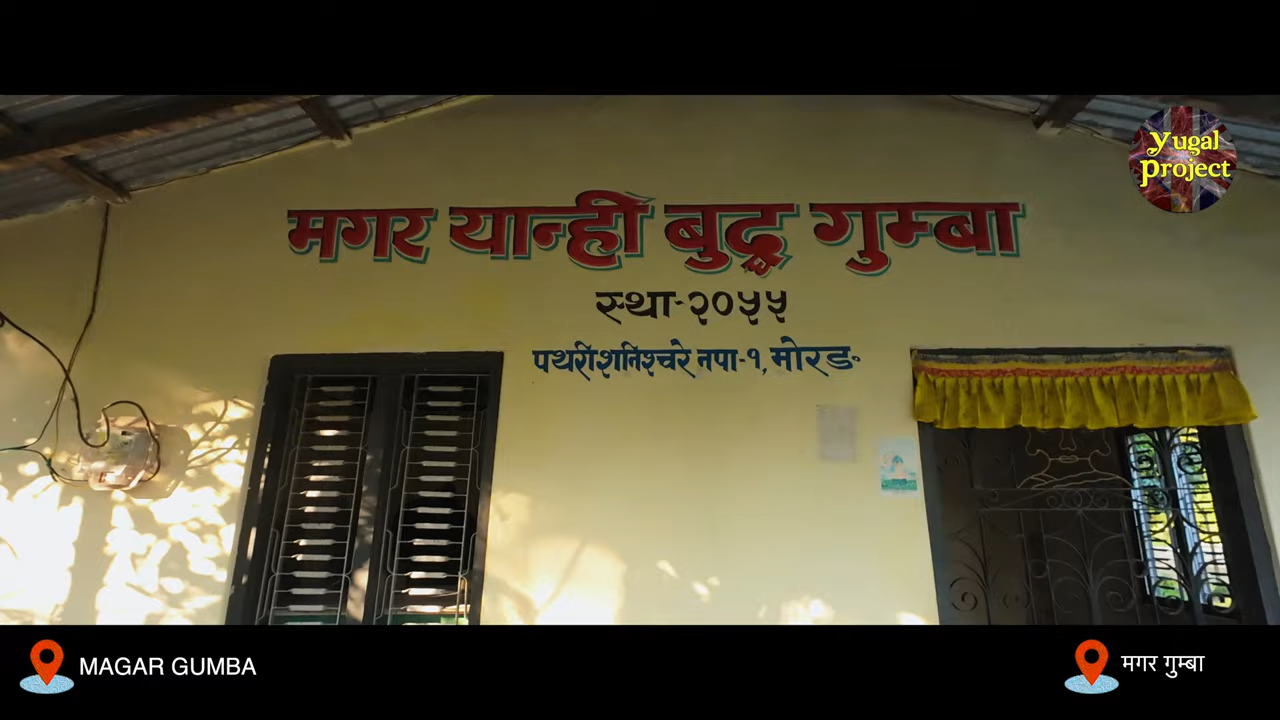 Yugal
Project
मगर यान्ही बुद्ध गुम्बा
स्था-२०५५
पथरीशनिश्चरे नपा-१, मोरङ
MAGAR GUMBA
मगर गुम्बा